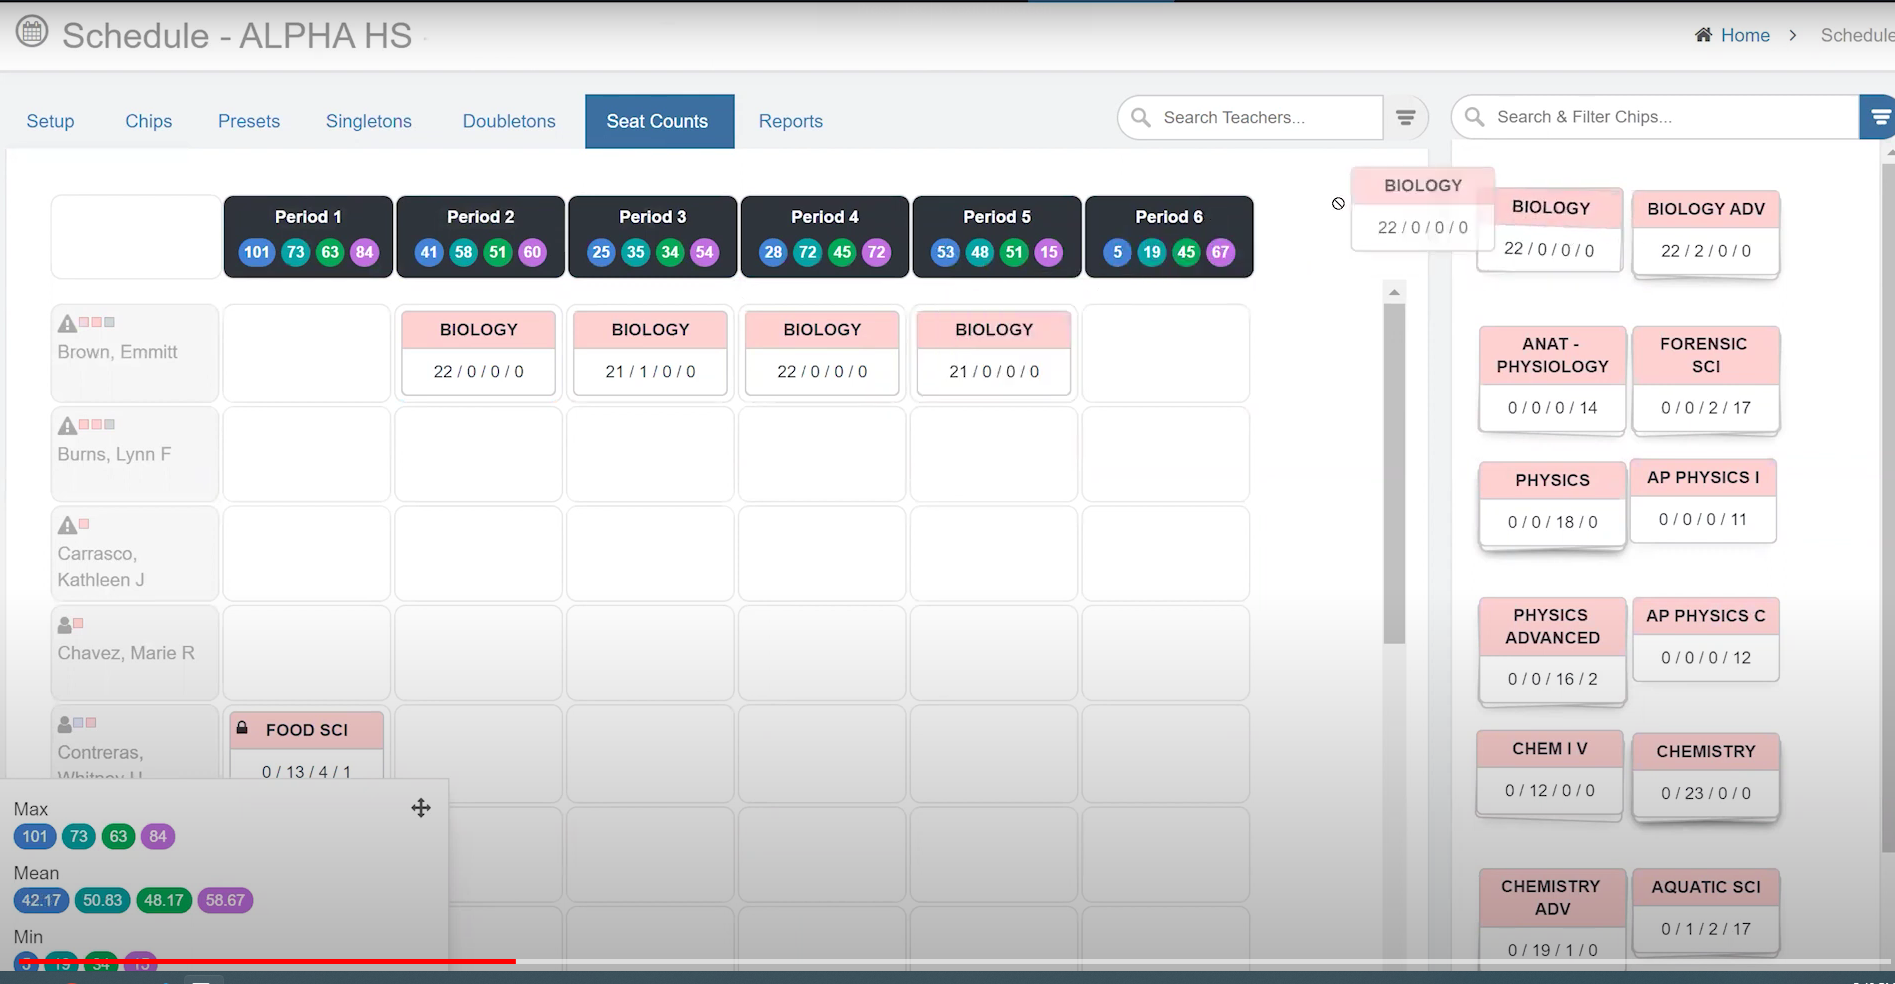 Schedule - ALPHA HS
Home
Schedule
Setup
Chips
Presets
Singletons
Doubletons
Seat Counts
Reports
Search Teachers...
Search & Filter Chips...
Period 1
101 73 63 84
Period 2
41 58 51 60
Period 3
25 35 34 54
Period 4
28 72 45 72
Period 5
53 48 51 15
Period 6
5 19 45 67
Brown, Emmitt
BIOLOGY
22 / 0 / 0 / 0
BIOLOGY
21 / 1 / 0 / 0
BIOLOGY
22 / 0 / 0 / 0
BIOLOGY
21 / 0 / 0 / 0
Burns, Lynn F
Carrasco,
Kathleen J
Chavez, Marie R
Contreras,
Whitney H
FOOD SCI
0 / 13 / 4 / 1
Max
101 73 63 84
Mean
42.17 50.83 48.17 58.67
Min
5 19 34 15
BIOLOGY
22 / 0 / 0 / 0
BIOLOGY
22 / 0 / 0 / 0
BIOLOGY ADV
22 / 2 / 0 / 0
ANAT -
PHYSIOLOGY
0 / 0 / 0 / 14
FORENSIC
SCI
0 / 0 / 2 / 17
PHYSICS
0 / 0 / 18 / 0
AP PHYSICS I
0 / 0 / 0 / 11
PHYSICS
ADVANCED
0 / 0 / 16 / 2
AP PHYSICS C
0 / 0 / 0 / 12
CHEM I V
0 / 12 / 0 / 0
CHEMISTRY
0 / 23 / 0 / 0
CHEMISTRY
ADV
0 / 19 / 1 / 0
AQUATIC SCI
0 / 1 / 2 / 17